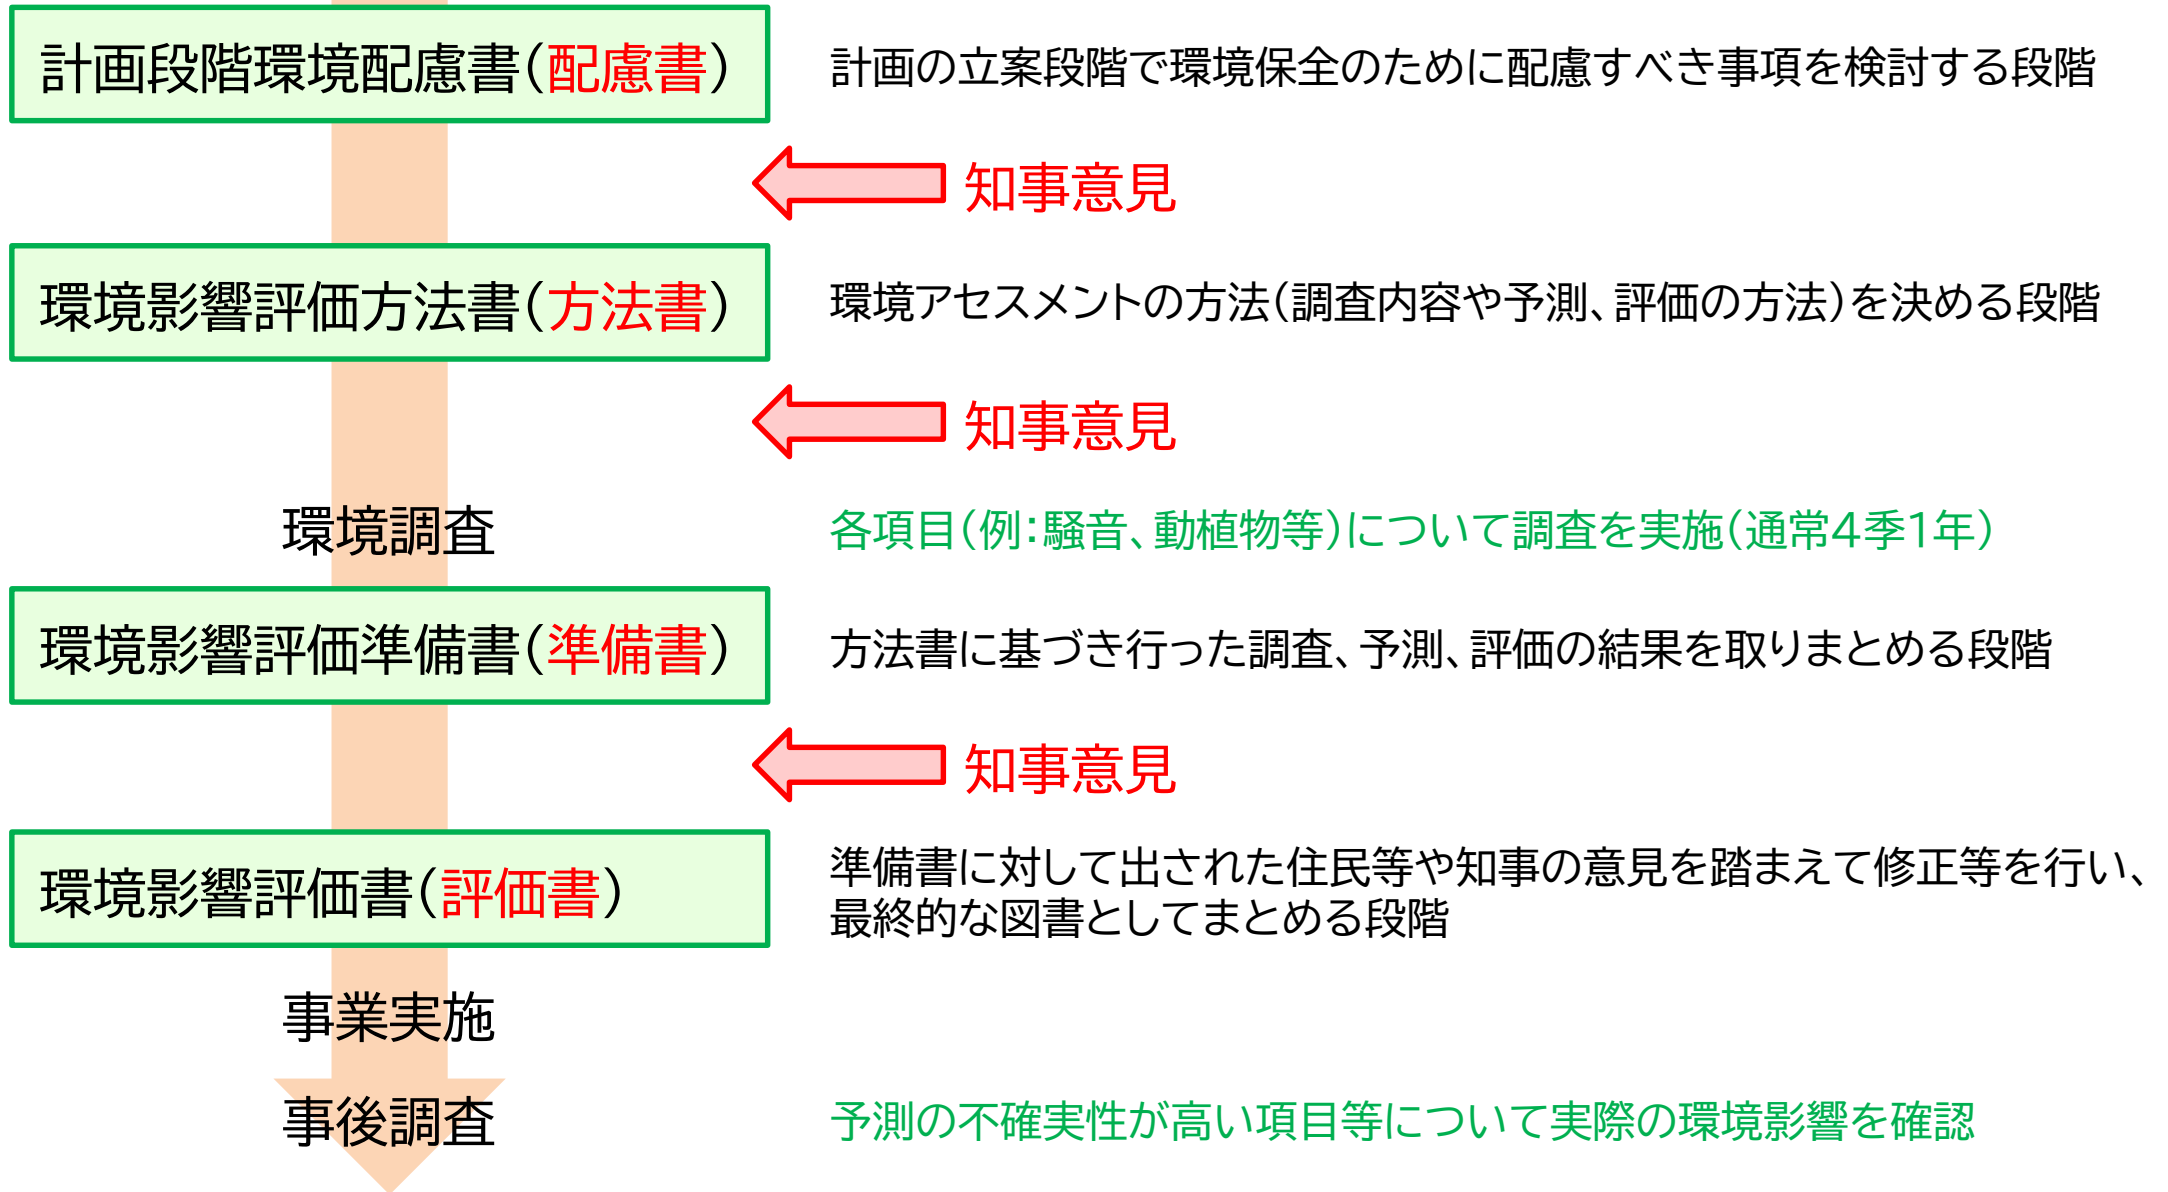 計画段階環境配慮書(配慮書)
計画の立案段階で環境保全のために配慮すべき事項を検討する段階
知事意見
環境影響評価方法書(方法書)
環境アセスメントの方法(調査内容や予測、評価の方法)を決める段階
知事意見
環境調査
各項目(例:騒音、動植物等)について調査を実施(通常4季1年)
環境影響評価準備書(準備書)
方法書に基づき行った調査、予測、評価の結果を取りまとめる段階
知事意見
環境影響評価書(評価書)
準備書に対して出された住民等や知事の意見を踏まえて修正等を行い、
最終的な図書としてまとめる段階
事業実施
事後調査
予測の不確実性が高い項目等について実際の環境影響を確認